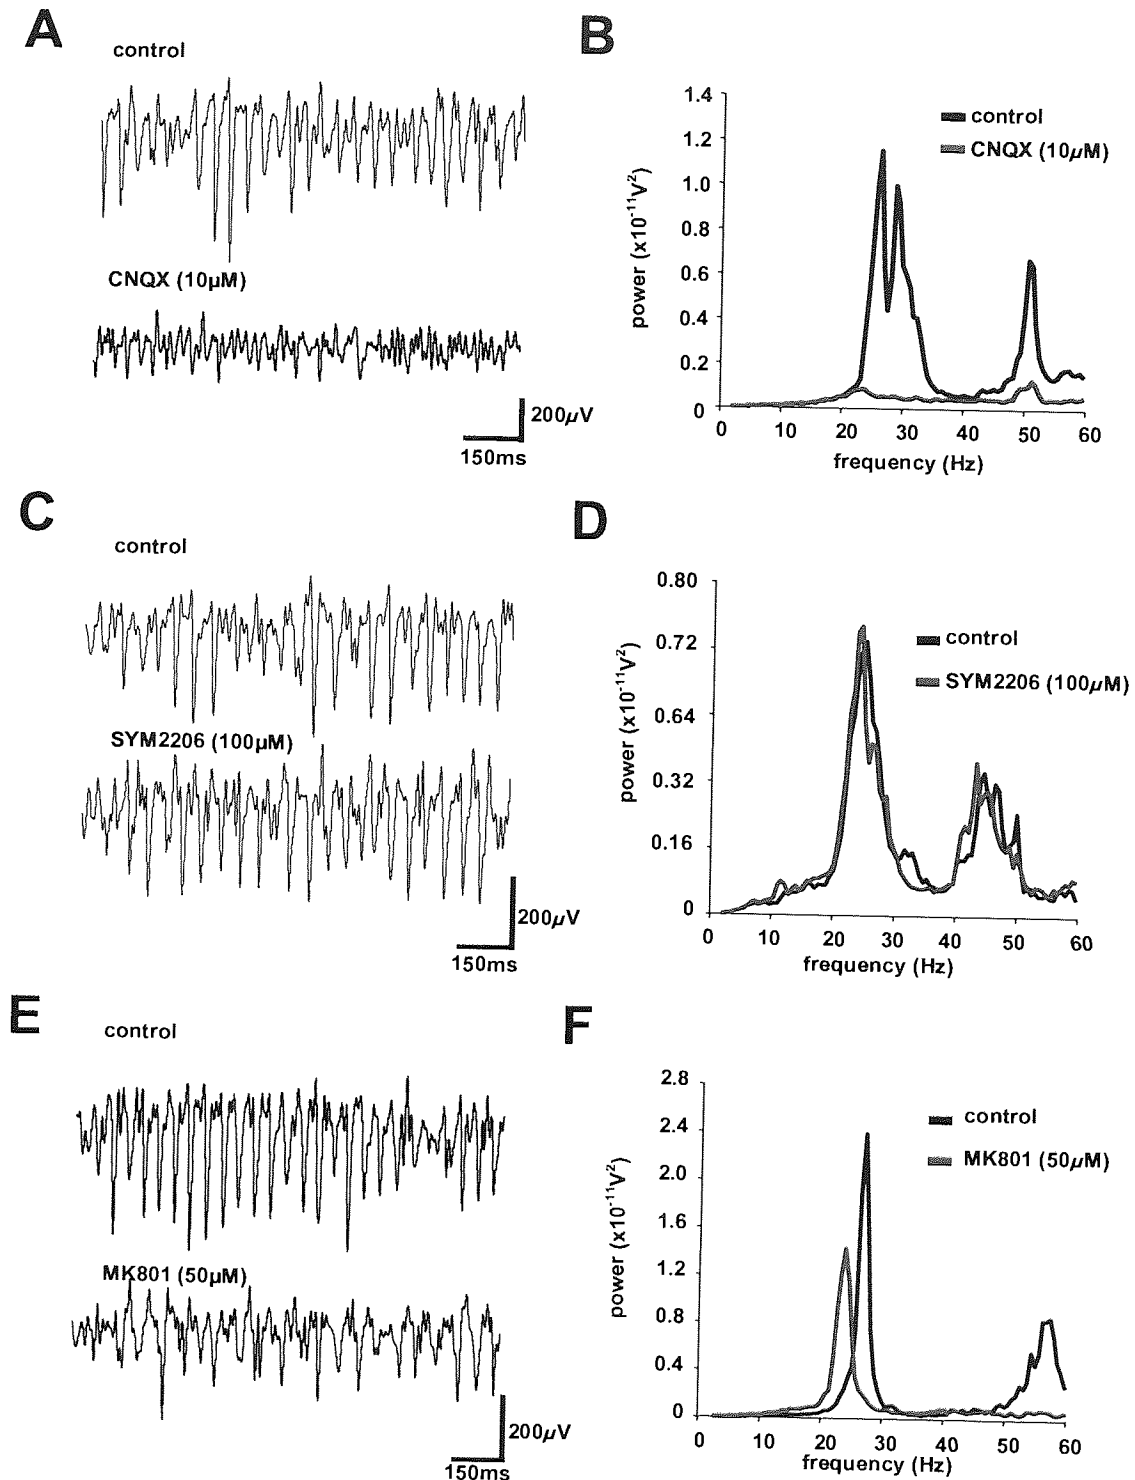 A
control
CNQX (10µM)
200µV
150ms
B
1.4
1.2
1.0
0.8
0.6
0.4
0.2
0
power (x10⁻¹¹V²)
control
CNQX (10µM)
0 10 20 30 40 50 60
frequency (Hz)
C
control
SYM2206 (100µM)
200µV
150ms
D
0.80
0.72
0.64
0.32
0.16
0
power (x10⁻¹¹V²)
control
SYM2206 (100µM)
0 10 20 30 40 50 60
frequency (Hz)
E
control
MK801 (50µM)
200µV
150ms
F
2.8
2.4
2.0
1.6
1.2
0.8
0.4
0
power (x10⁻¹¹V²)
control
MK801 (50µM)
0 10 20 30 40 50 60
frequency (Hz)